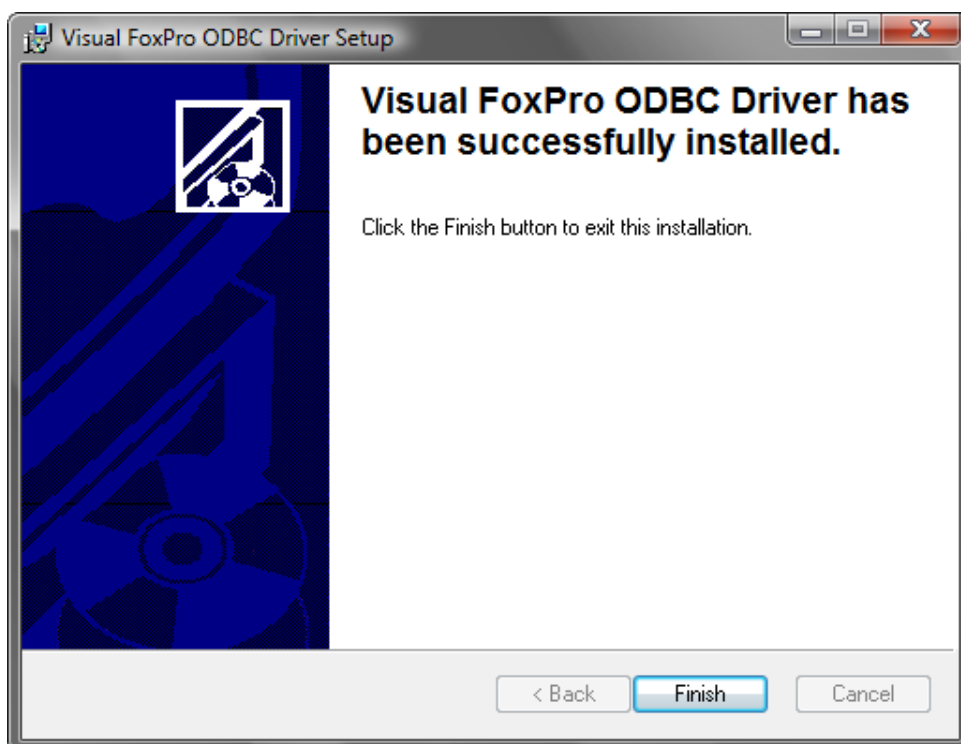 Visual FoxPro ODBC Driver Setup
Visual FoxPro ODBC Driver has
been successfully installed.
Click the Finish button to exit this installation.
< Back
Finish
Cancel